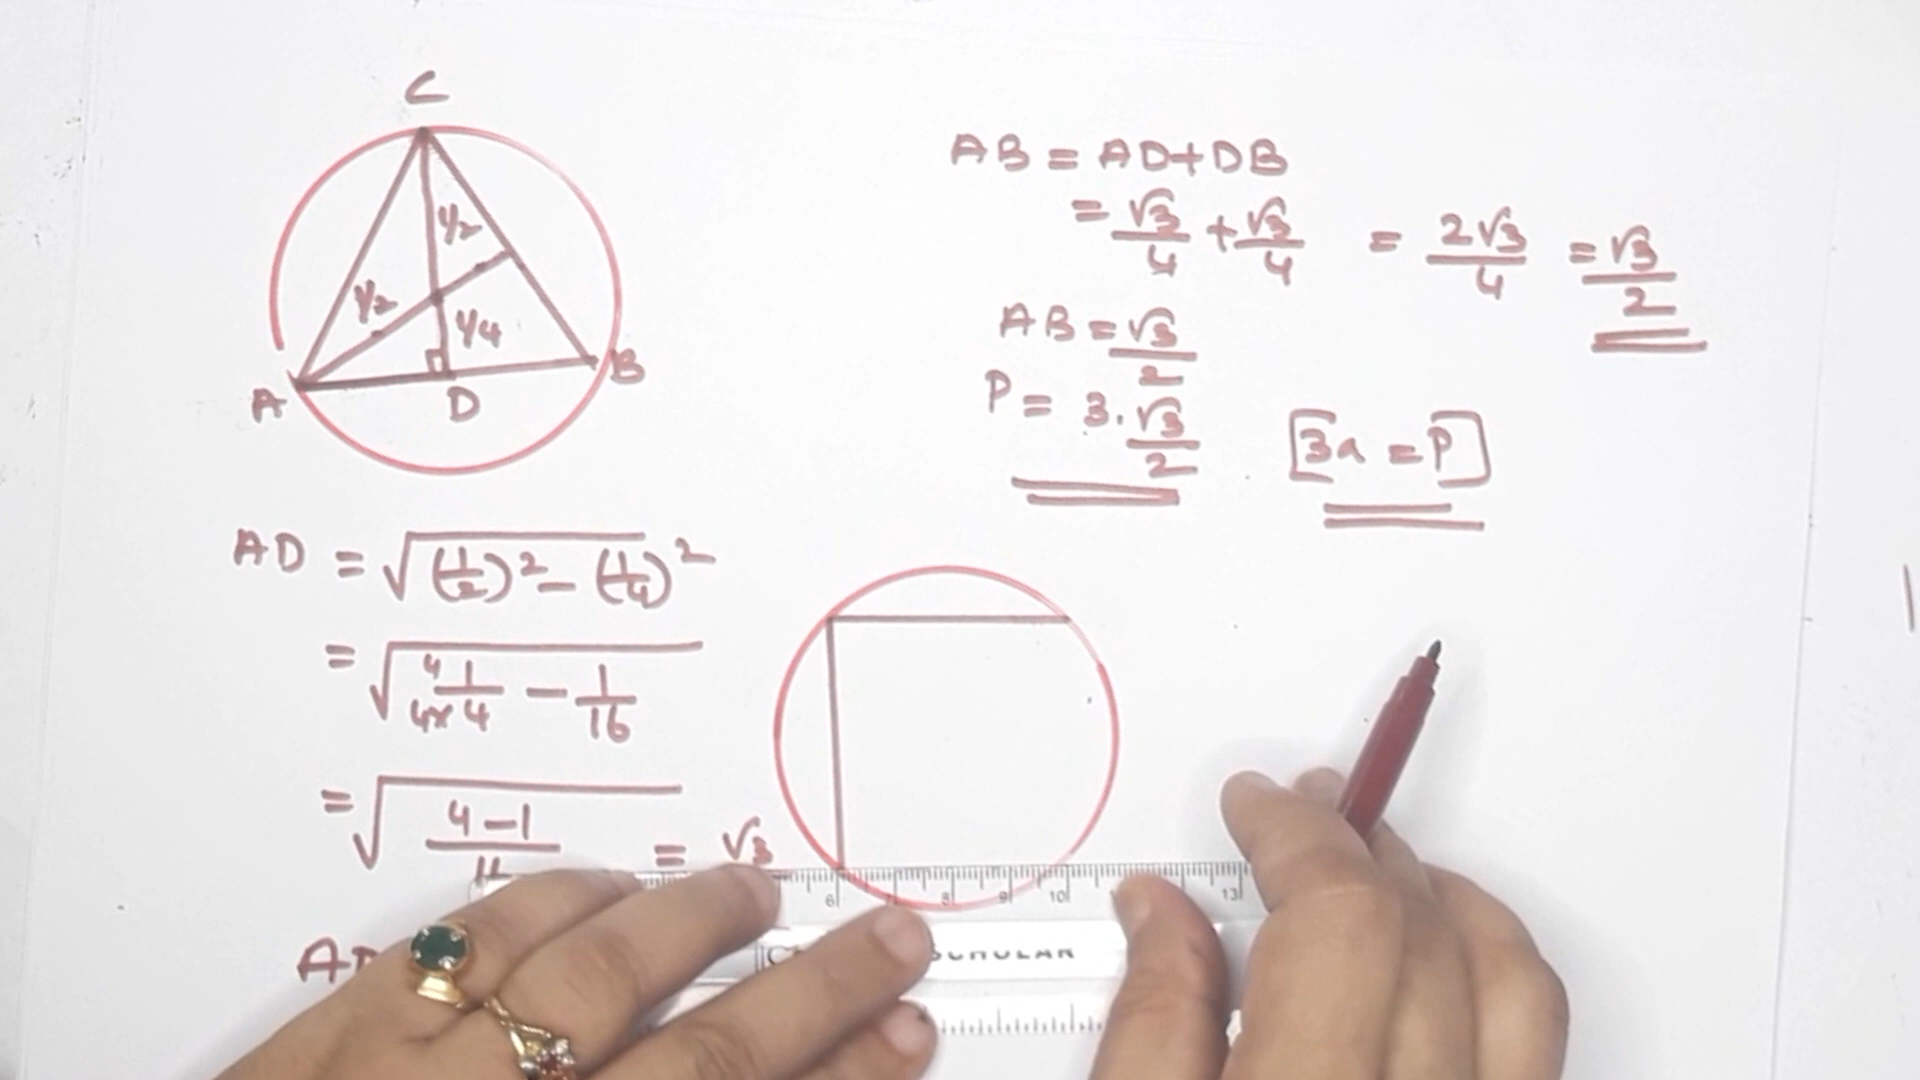 C
1/2
1/2
1/4
A
D
B
AD = √(1/2)² - (1/4)²
= √4 1/4×4 - 1/16
= √4-1/ = √3
AB = AD+DB
= √3/4 + √3/4 = 2√3/4 = √3/2
AB = √3/2
P = 3.√3/2 [3a = P]
6 7 8 9 10 13